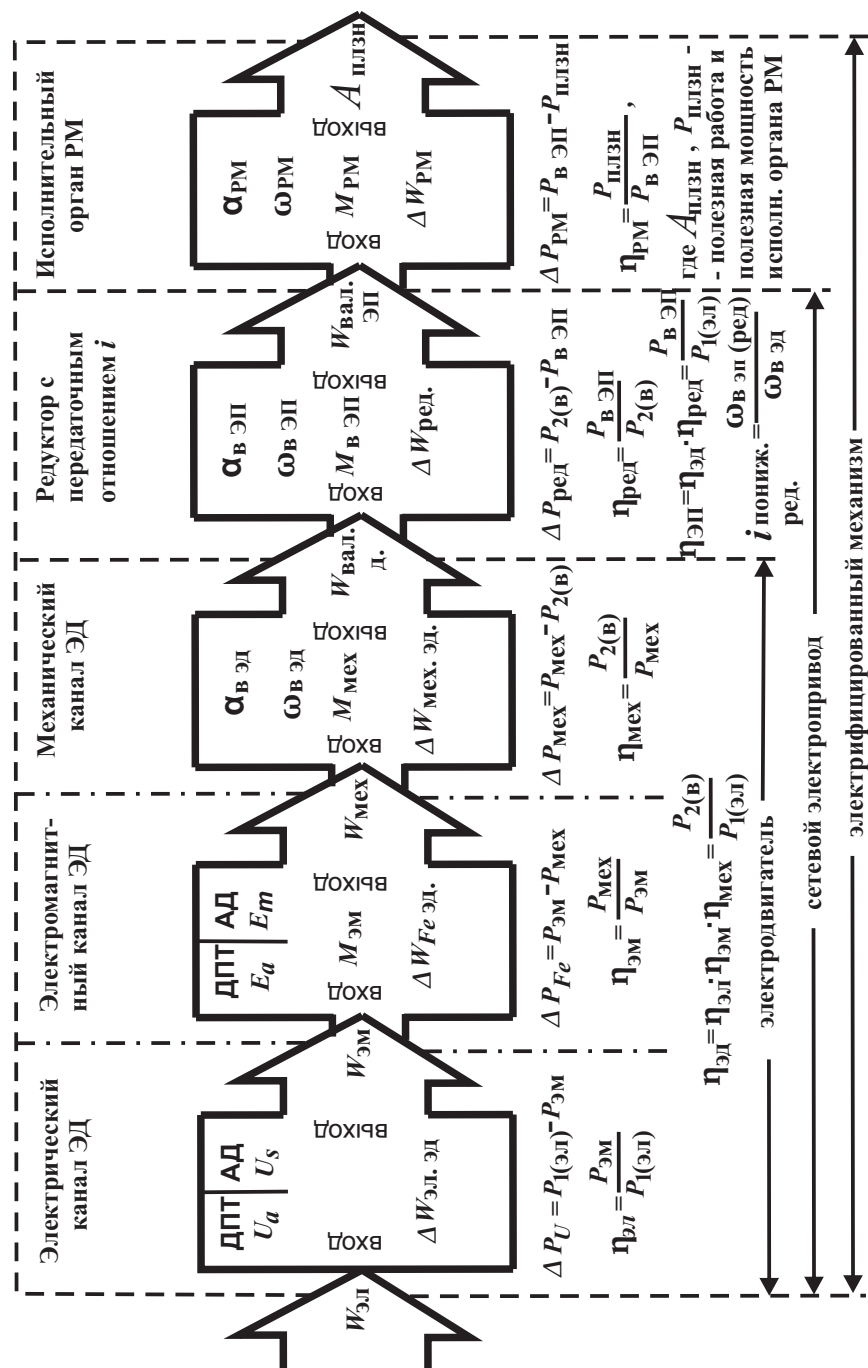 Электрический
канал ЭД
Электромагнит-
ный канал ЭД
Механический
канал ЭД
Редуктор с
передаточным
отношением i
Исполнительный
орган РМ
Wэл
ДПТ АД
Ua Us
ВХОД
ВЫХОД
ΔWэл. эд
Wэм
ДПТ АД
Ea Em
Mэм
ВХОД
ВЫХОД
ΔWFe эд.
Wмех
αв эд
ωв эд
Mмех
ВХОД
ВЫХОД
ΔWмех. эд.
Wвал.
д.
αв ЭП
ωв ЭП
Mв ЭП
ВХОД
ВЫХОД
ΔWред.
Wвал.
ЭП
αРМ
ωРМ
MРМ
ВХОД
ВЫХОД
ΔWРМ
Aплзн
ΔPU = P1(эл)-Pэм
ηэл = Pэм / P1(эл)
ΔPFe = Pэм-Pмех
ηэм = Pмех / Pэм
ΔPмех = Pмех-P2(в)
ηмех = P2(в) / Pмех
ΔPред = P2(в)-Pв ЭП
ηред = Pв ЭП / P2(в)
ηЭП = ηэд·ηред = Pв ЭП / P1(эл)
i пониж. = ωв эп (ред) / ωв эд
ред.
ΔPРМ = Pв ЭП-Pплзн
ηРМ = Pплзн / Pв ЭП ,
где Aплзн , Pплзн -
- полезная работа и
полезная мощность
исполн. органа РМ
ηэд = ηэл·ηэм·ηмех = P2(в) / P1(эл)
электродвигатель
сетевой электропривод
электрифицированный механизм